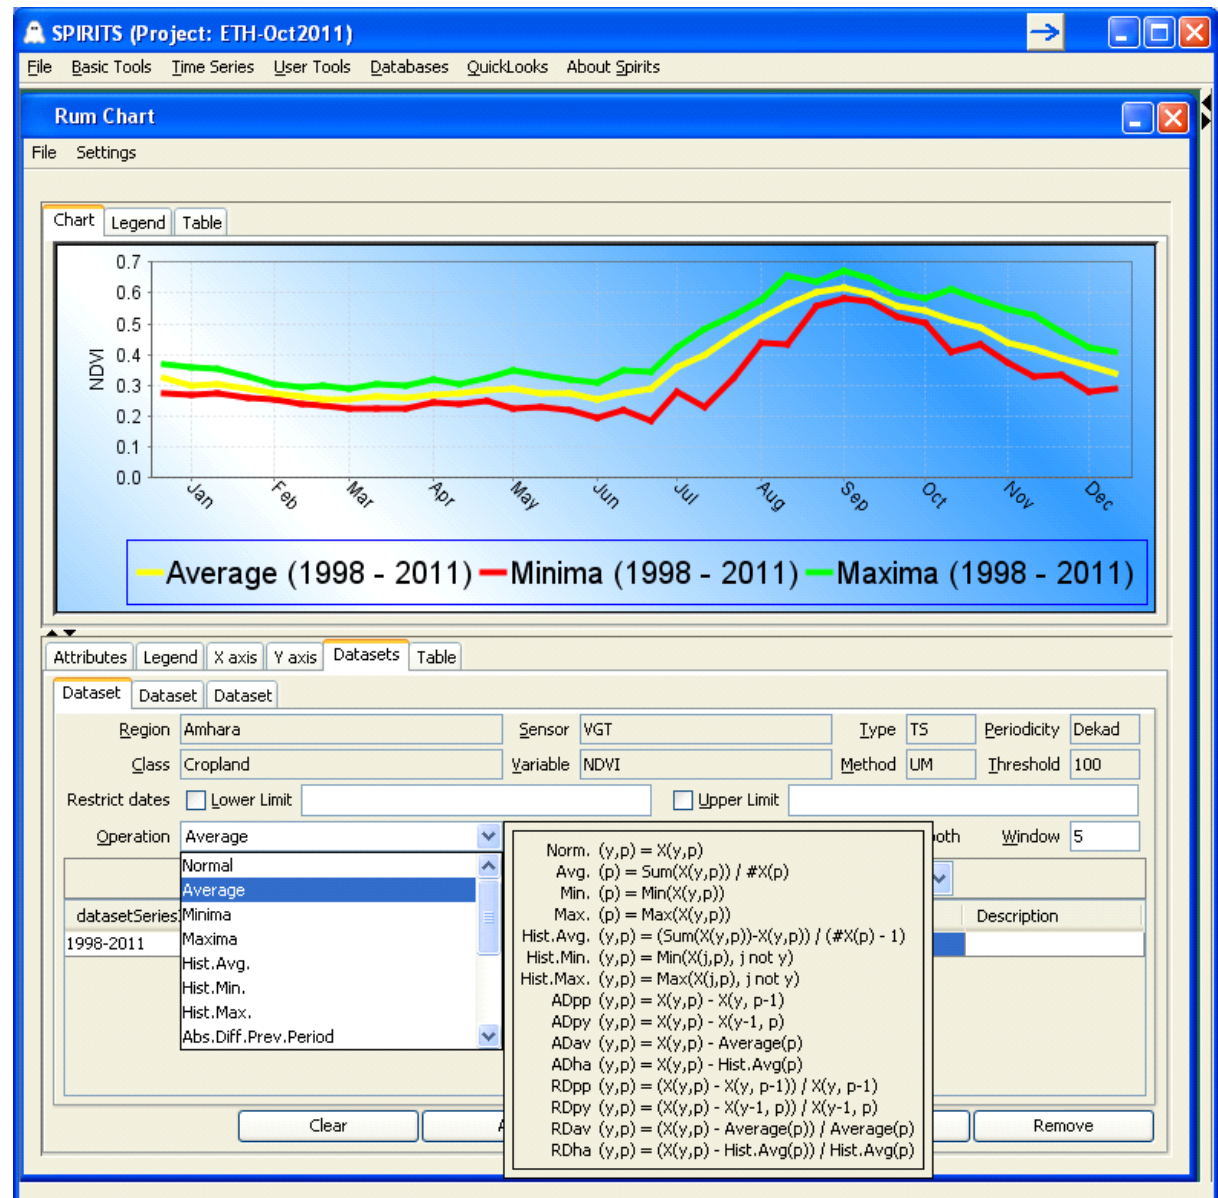 SPIRITS (Project: ETH-Oct2011)
File Basic Tools Time Series User Tools Databases QuickLooks About Spirits
Rum Chart
File Settings
Chart Legend Table
0.7
0.6
0.5
0.4
0.3
0.2
0.1
0.0
NDVI
Jan Feb Mar Apr May Jun Jul Aug Sep Oct Nov Dec
Average (1998 - 2011) Minima (1998 - 2011) Maxima (1998 - 2011)
Attributes Legend X axis Y axis Datasets Table
Dataset Dataset Dataset
Region Amhara Sensor VGT Type TS Periodicity Dekad
Class Cropland Variable NDVI Method UM Threshold 100
Restrict dates Lower Limit Upper Limit
Operation Average Window 5
Normal
Average
Minima
Maxima
Hist.Avg.
Hist.Min.
Hist.Max.
Abs.Diff.Prev.Period
Norm. (y,p) = X(y,p)
Avg. (p) = Sum(X(y,p)) / #X(p)
Min. (p) = Min(X(y,p))
Max. (p) = Max(X(y,p))
Hist.Avg. (y,p) = (Sum(X(y,p))-X(y,p)) / (#X(p) - 1)
Hist.Min. (y,p) = Min(X(j,p), j not y)
Hist.Max. (y,p) = Max(X(j,p), j not y)
ADpp (y,p) = X(y,p) - X(y, p-1)
ADpy (y,p) = X(y,p) - X(y-1, p)
ADav (y,p) = X(y,p) - Average(p)
ADha (y,p) = X(y,p) - Hist.Avg(p)
RDpp (y,p) = (X(y,p) - X(y, p-1)) / X(y, p-1)
RDpy (y,p) = (X(y,p) - X(y-1, p)) / X(y-1, p)
RDav (y,p) = (X(y,p) - Average(p)) / Average(p)
RDha (y,p) = (X(y,p) - Hist.Avg(p)) / Hist.Avg(p)
datasetSeries Description
1998-2011
Clear Remove